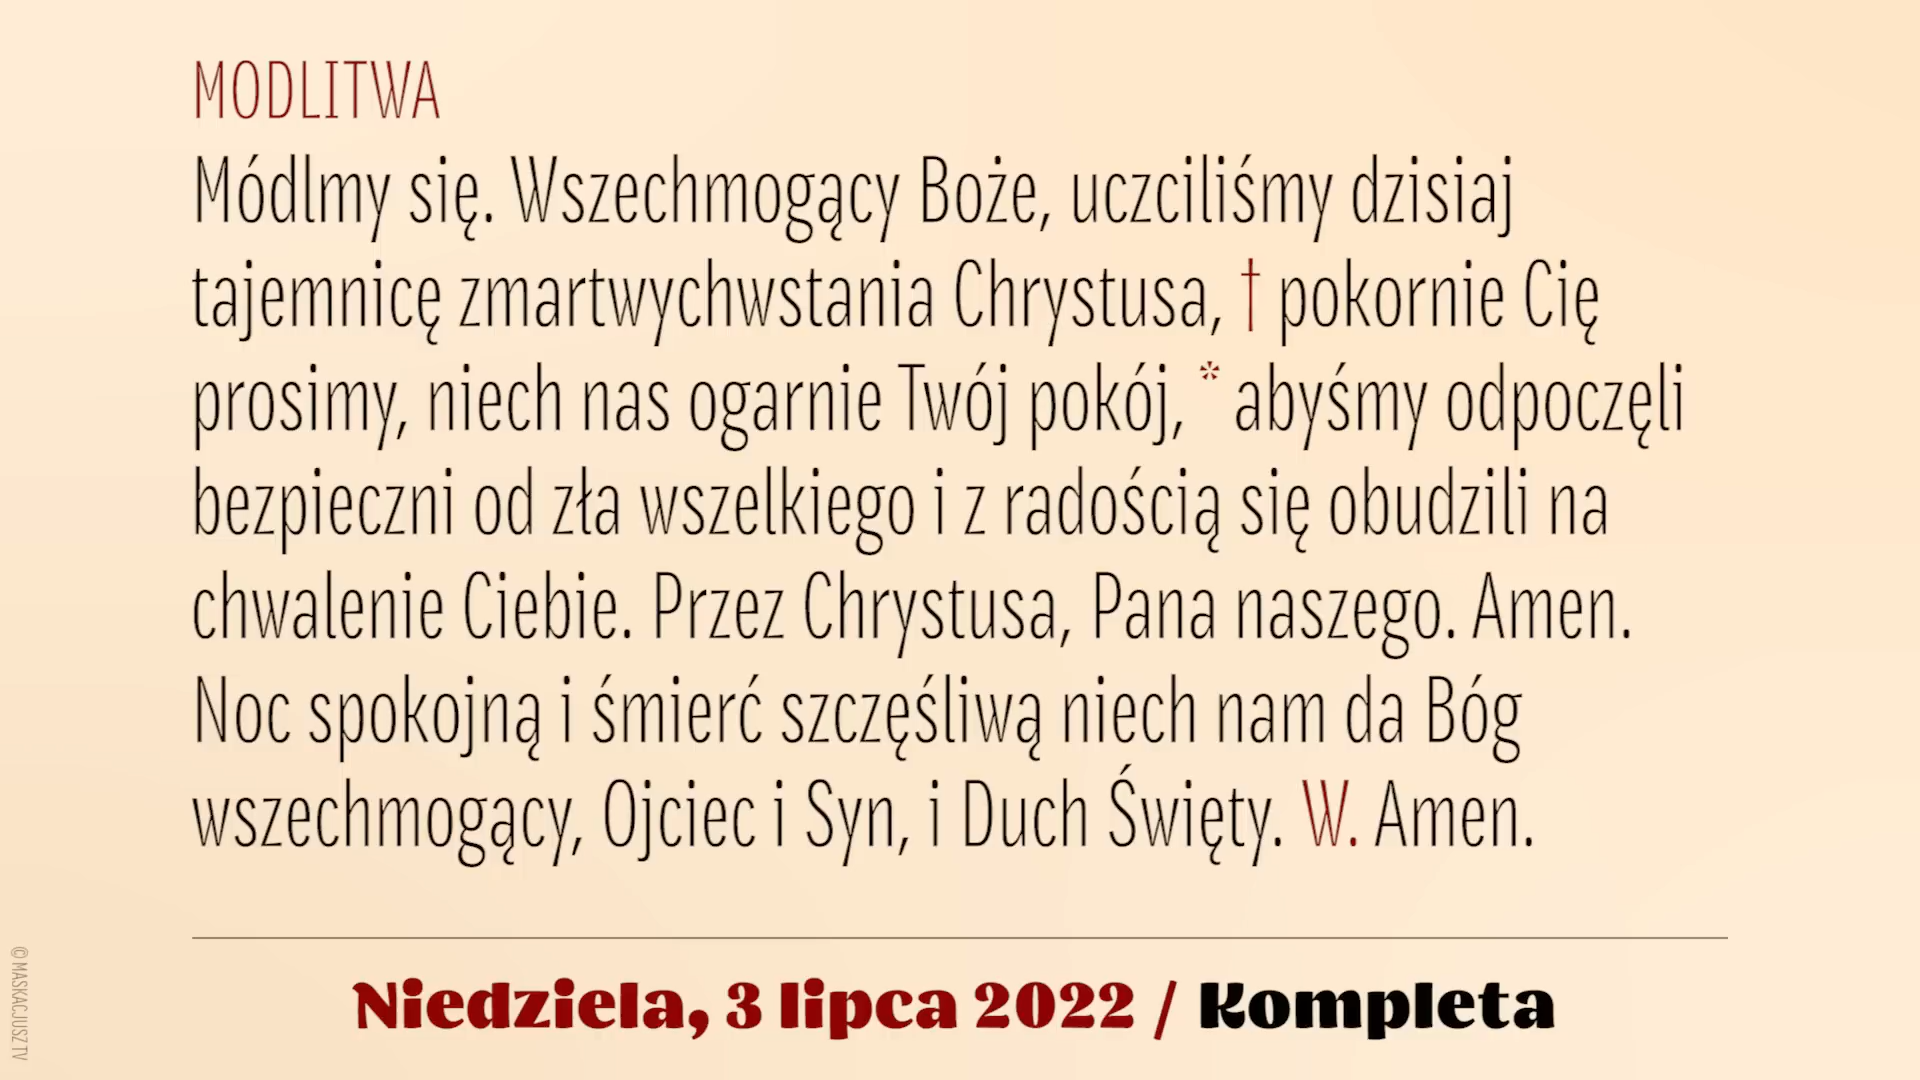 MODLITWA
Módlmy się. Wszechmogący Boże, uczciliśmy dzisiaj
tajemnicę zmartwychwstania Chrystusa, † pokornie Cię
prosimy, niech nas ogarnie Twój pokój, * abyśmy odpoczęli
bezpieczni od zła wszelkiego i z radością się obudzili na
chwalenie Ciebie. Przez Chrystusa, Pana naszego. Amen.
Noc spokojną i śmierć szczęśliwą niech nam da Bóg
wszechmogący, Ojciec i Syn, i Duch Święty. W. Amen.
Niedziela, 3 lipca 2022 / Kompleta
© MASKACJUSZ TV